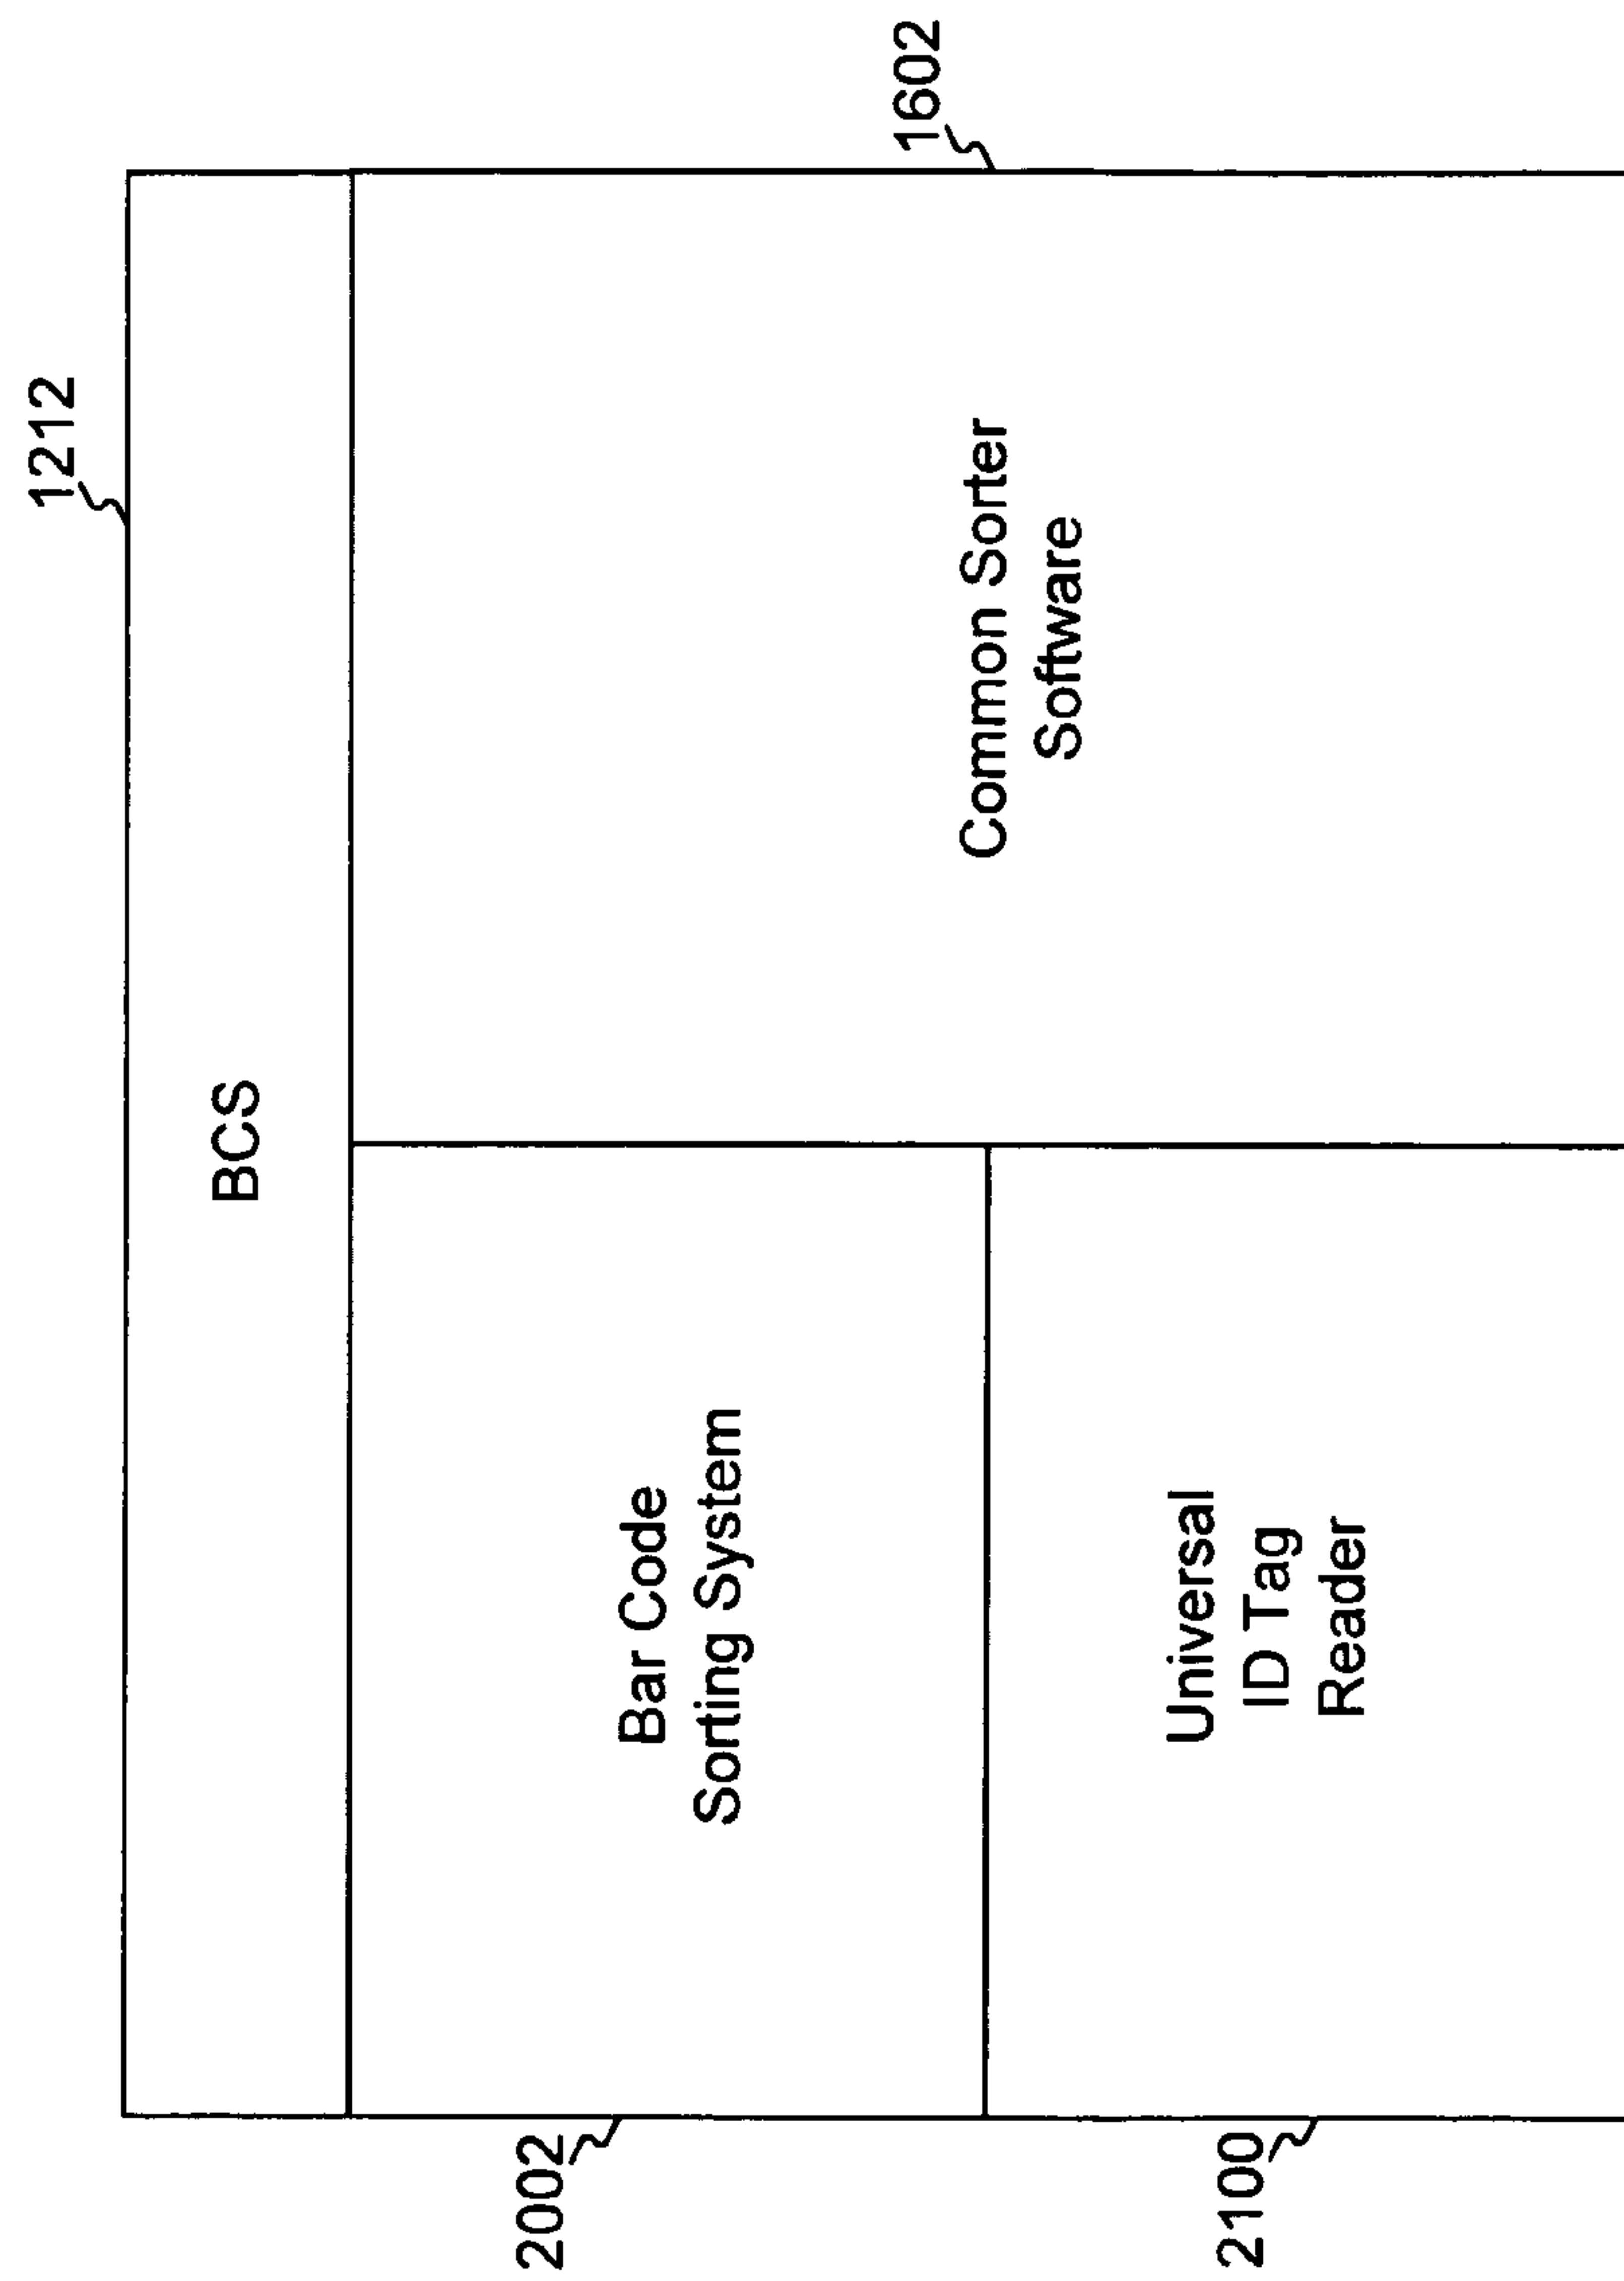 1212
BCS
2002
Bar Code
Sorting System
1602
Common Sorter
Software
2100
Universal
ID Tag
Reader